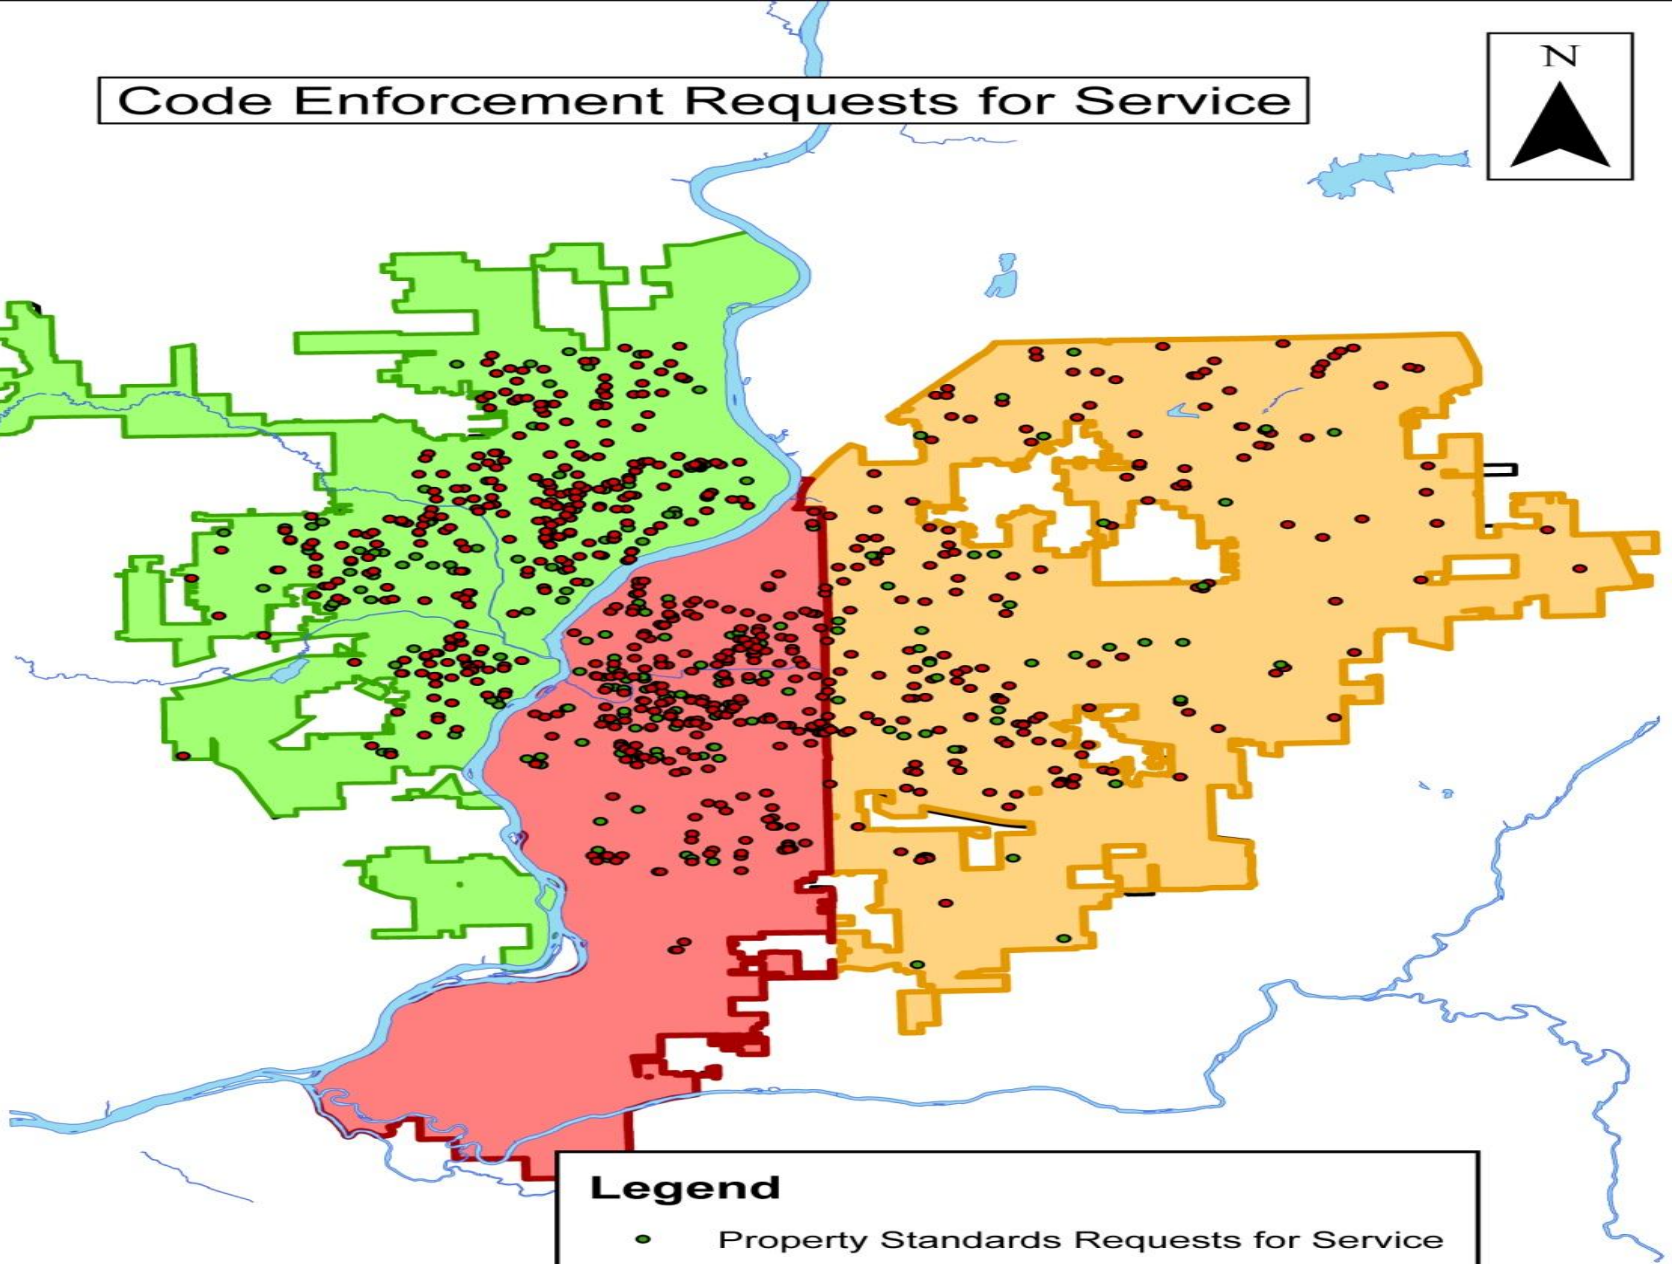 N
Code Enforcement Requests for Service
Legend
Property Standards Requests for Service